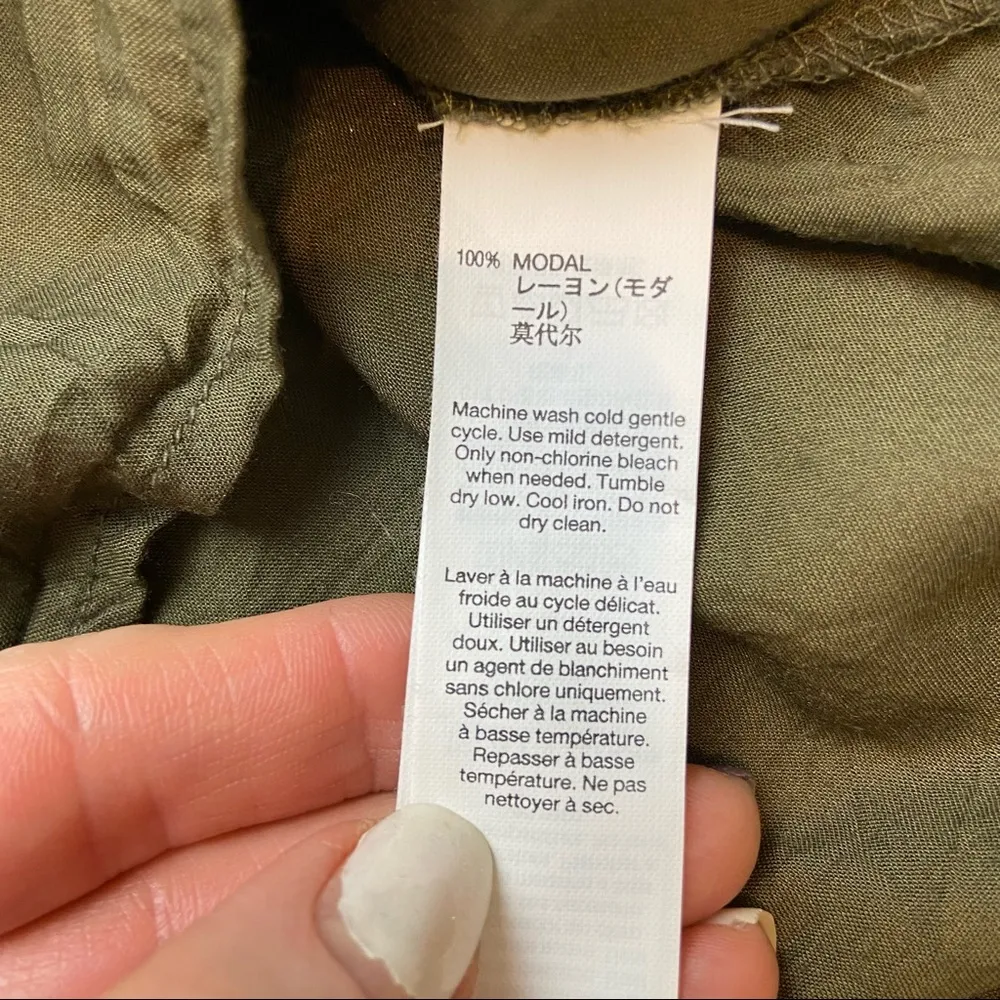 100% MODAL
レーヨン(モダ
ール)
莫代尔
Machine wash cold gentle
cycle. Use mild detergent.
Only non-chlorine bleach
when needed. Tumble
dry low. Cool iron. Do not
dry clean.
Laver à la machine à l'eau
froide au cycle délicat.
Utiliser un détergent
doux. Utiliser au besoin
un agent de blanchiment
sans chlore uniquement.
Sécher à la machine
à basse température.
Repasser à basse
température. Ne pas
nettoyer à sec.